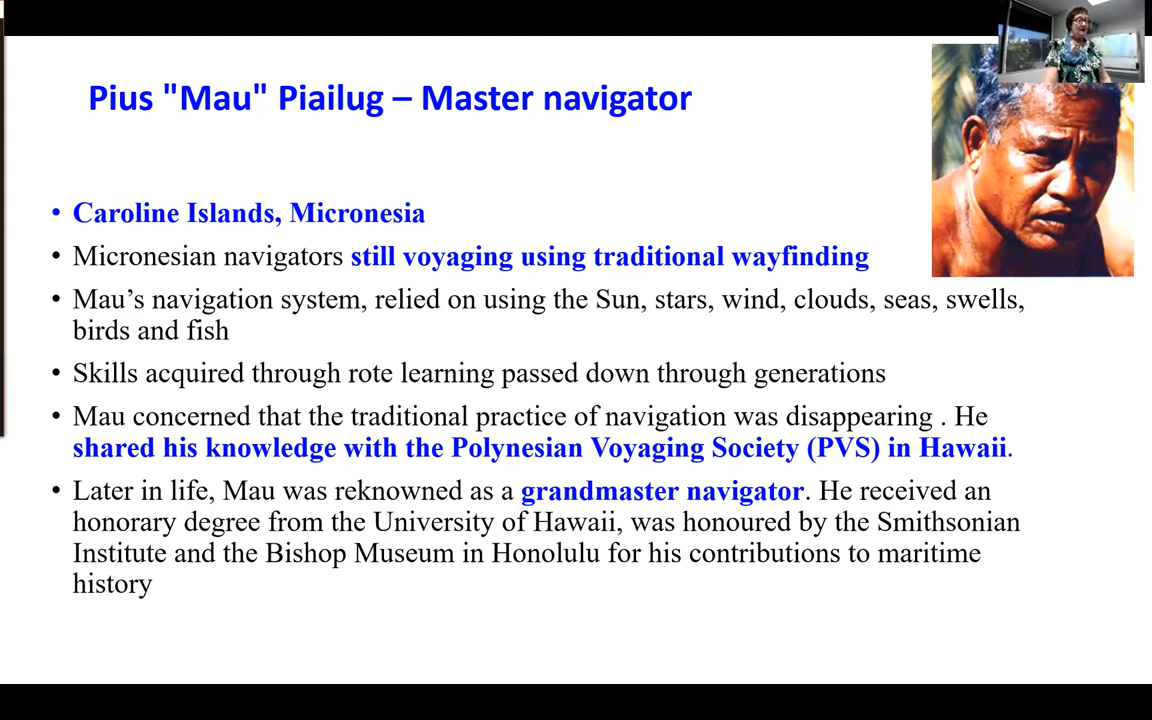 Pius "Mau" Piailug – Master navigator
• Caroline Islands, Micronesia
• Micronesian navigators still voyaging using traditional wayfinding
• Mau’s navigation system, relied on using the Sun, stars, wind, clouds, seas, swells,
birds and fish
• Skills acquired through rote learning passed down through generations
• Mau concerned that the traditional practice of navigation was disappearing . He
shared his knowledge with the Polynesian Voyaging Society (PVS) in Hawaii.
• Later in life, Mau was reknowned as a grandmaster navigator. He received an
honorary degree from the University of Hawaii, was honoured by the Smithsonian
Institute and the Bishop Museum in Honolulu for his contributions to maritime
history